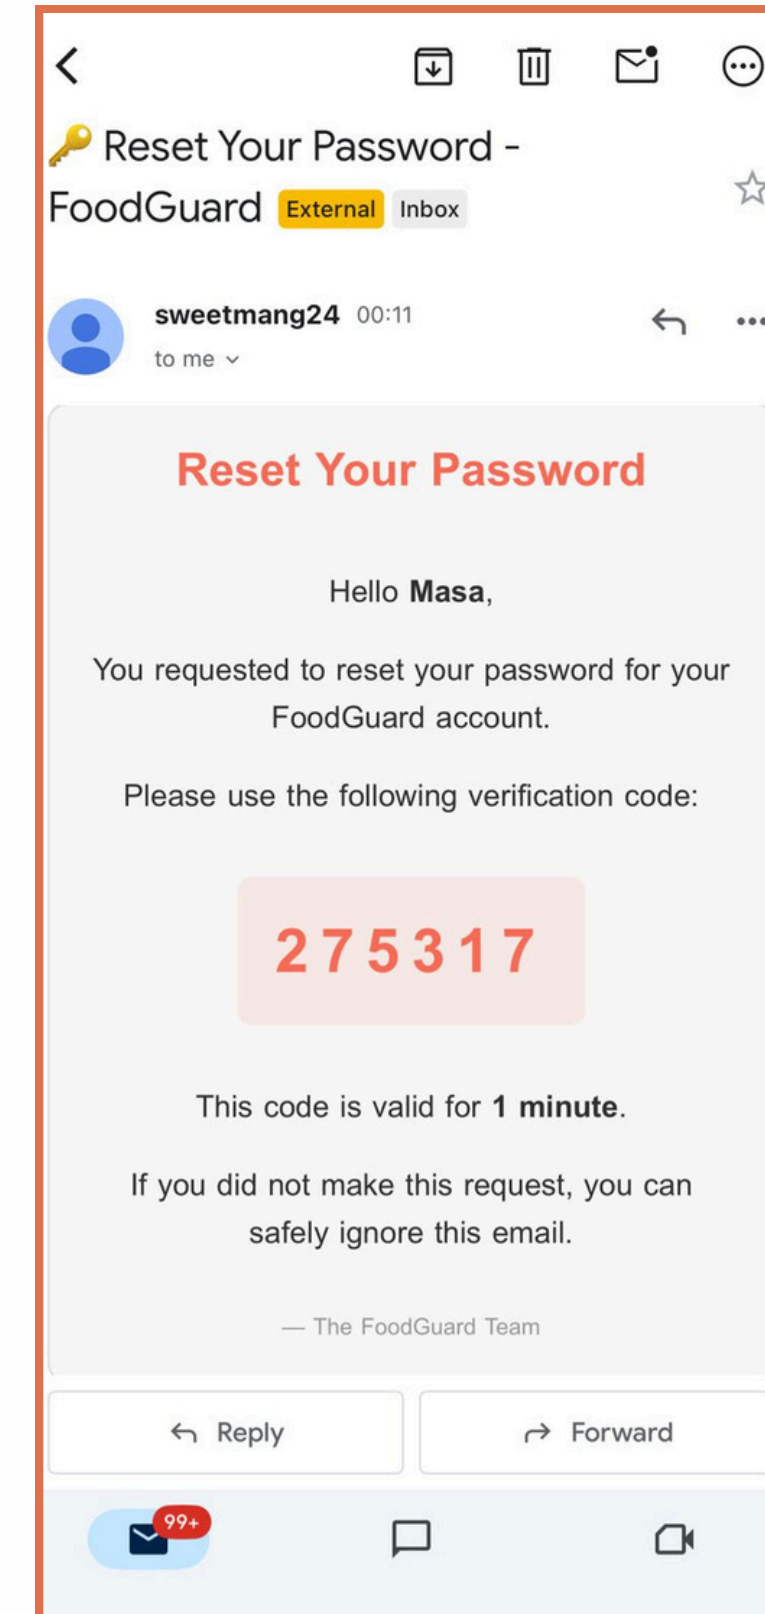 🔑 Reset Your Password -
FoodGuard External Inbox
sweetmang24 00:11
to me
Reset Your Password
Hello Masa,
You requested to reset your password for your
FoodGuard account.
Please use the following verification code:
275317
This code is valid for 1 minute.
If you did not make this request, you can
safely ignore this email.
— The FoodGuard Team
Reply Forward
99+